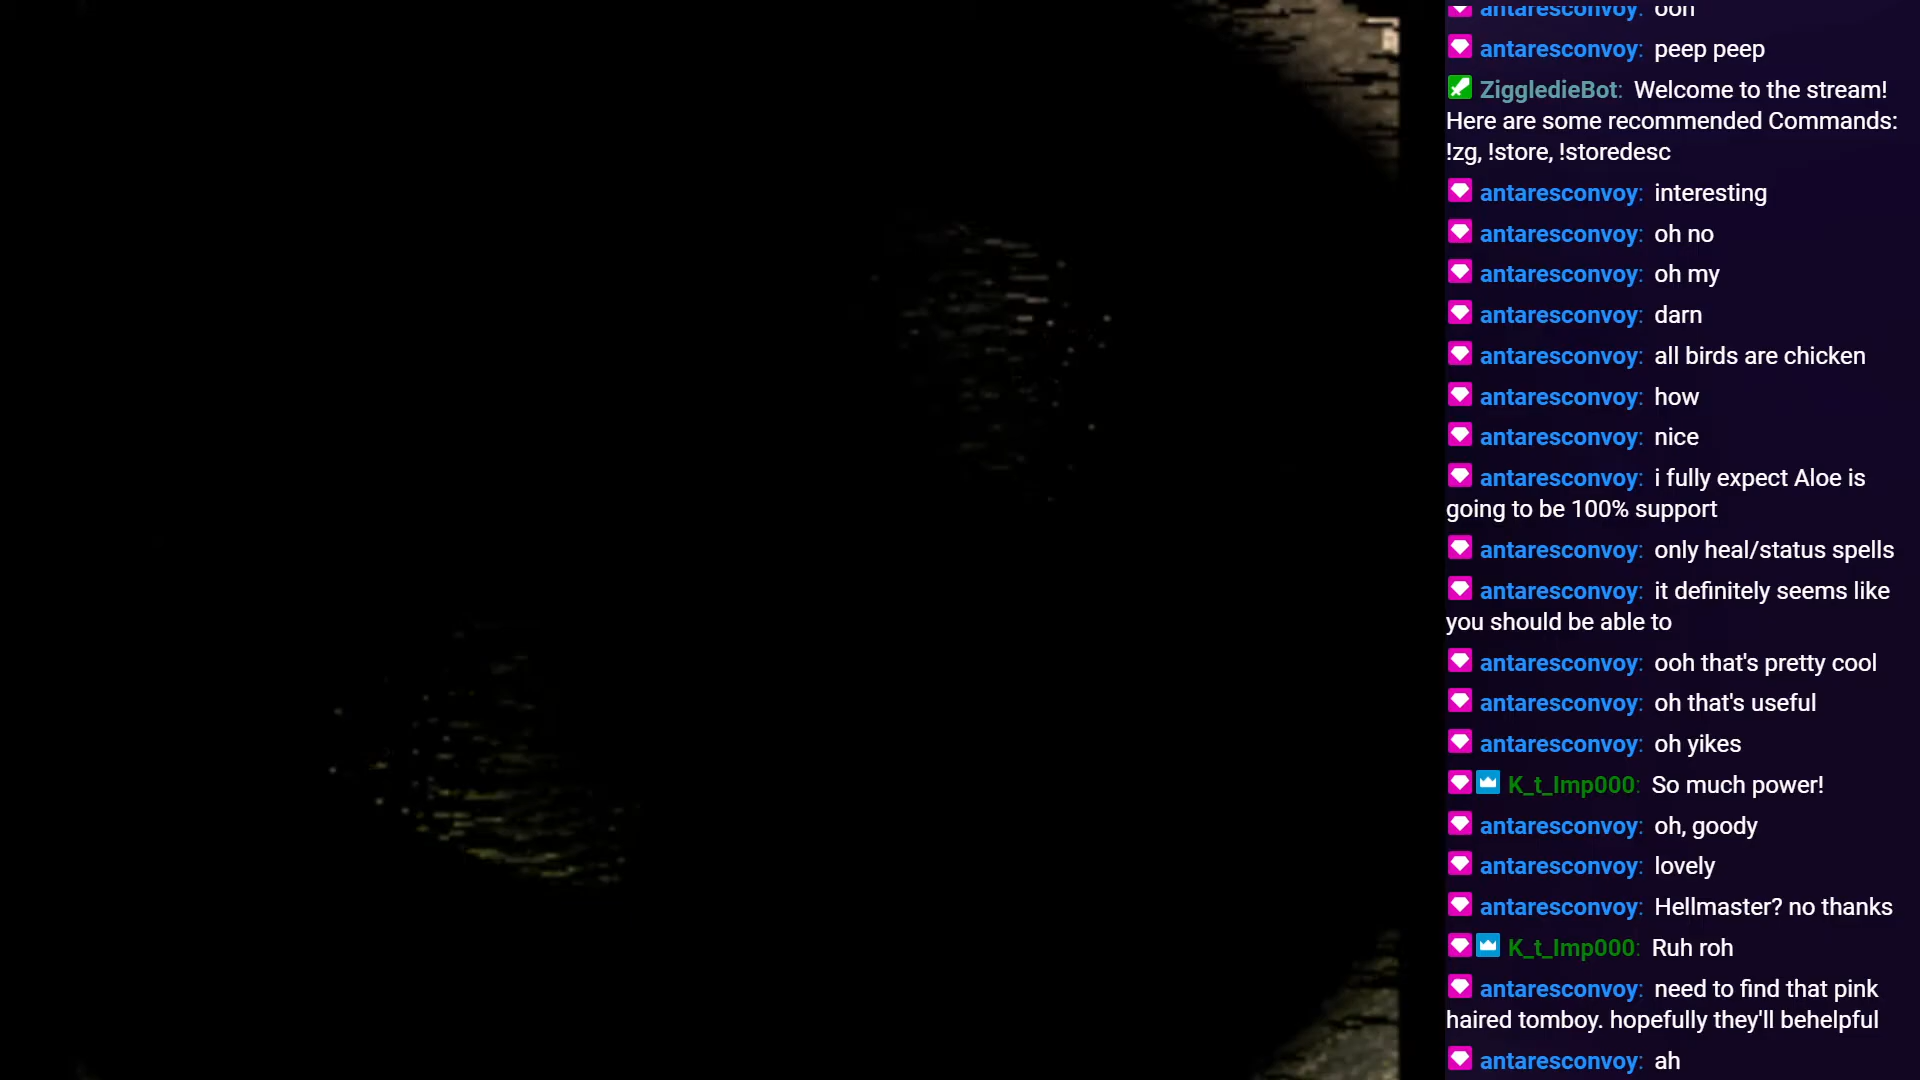 antaresconvoy: ooh
antaresconvoy: peep peep
ZiggledieBot: Welcome to the stream!
Here are some recommended Commands:
!zg, !store, !storedesc
antaresconvoy: interesting
antaresconvoy: oh no
antaresconvoy: oh my
antaresconvoy: darn
antaresconvoy: all birds are chicken
antaresconvoy: how
antaresconvoy: nice
antaresconvoy: i fully expect Aloe is
going to be 100% support
antaresconvoy: only heal/status spells
antaresconvoy: it definitely seems like
you should be able to
antaresconvoy: ooh that's pretty cool
antaresconvoy: oh that's useful
antaresconvoy: oh yikes
K_t_Imp000: So much power!
antaresconvoy: oh, goody
antaresconvoy: lovely
antaresconvoy: Hellmaster? no thanks
K_t_Imp000: Ruh roh
antaresconvoy: need to find that pink
haired tomboy. hopefully they'll behelpful
antaresconvoy: ah